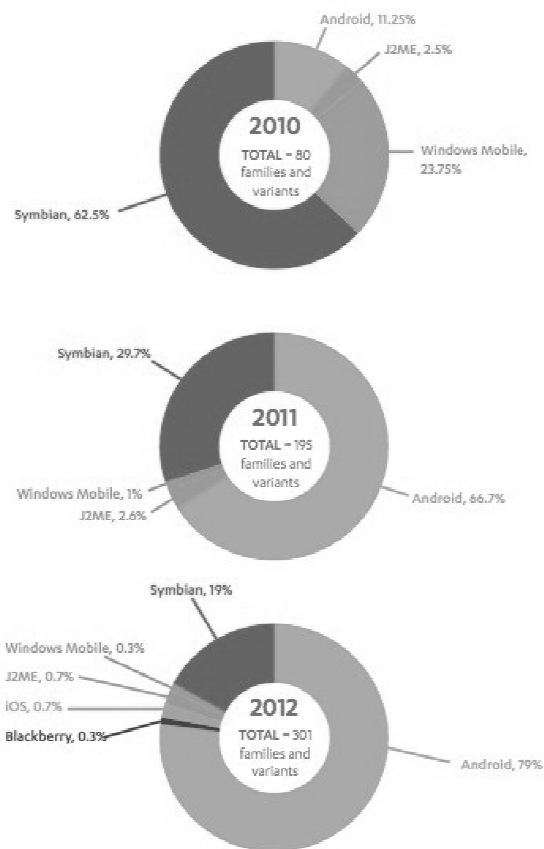 Android, 11.25%
J2ME, 2.5%
2010
TOTAL = 80
families and
variants
Windows Mobile,
23.75%
Symbian, 62.5%
Symbian, 29.7%
2011
TOTAL = 195
families and
variants
Windows Mobile, 1%
J2ME, 2.6%
Android, 66.7%
Symbian, 19%
Windows Mobile, 0.3%
J2ME, 0.7%
iOS, 0.7%
Blackberry, 0.3%
2012
TOTAL = 301
families and
variants
Android, 79%